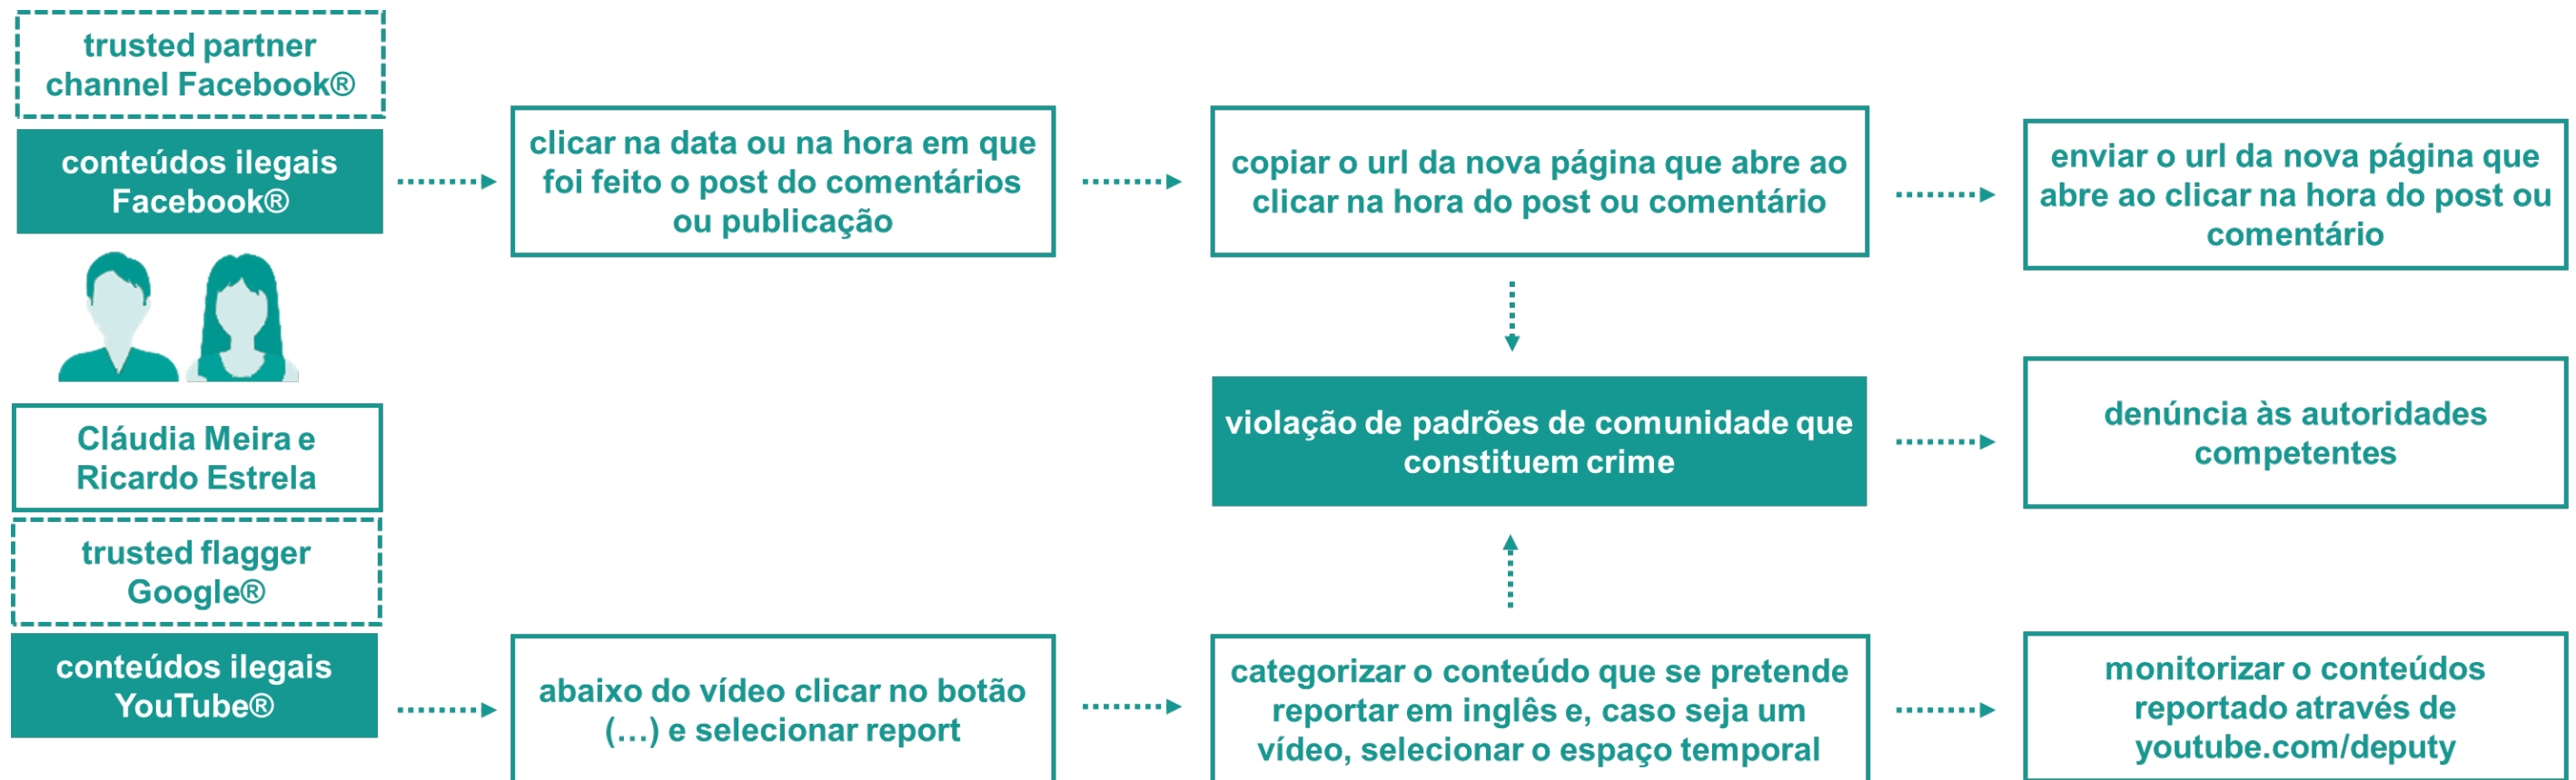 trusted partner
channel Facebook®
conteúdos ilegais
Facebook®
clicar na data ou na hora em que
foi feito o post do comentários
ou publicação
copiar o url da nova página que abre ao
clicar na hora do post ou comentário
enviar o url da nova página que
abre ao clicar na hora do post ou
comentário
Cláudia Meira e
Ricardo Estrela
violação de padrões de comunidade que
constituem crime
denúncia às autoridades
competentes
trusted flagger
Google®
conteúdos ilegais
YouTube®
abaixo do vídeo clicar no botão
(…) e selecionar report
categorizar o conteúdo que se pretende
reportar em inglês e, caso seja um
vídeo, selecionar o espaço temporal
monitorizar o conteúdos
reportado através de
youtube.com/deputy